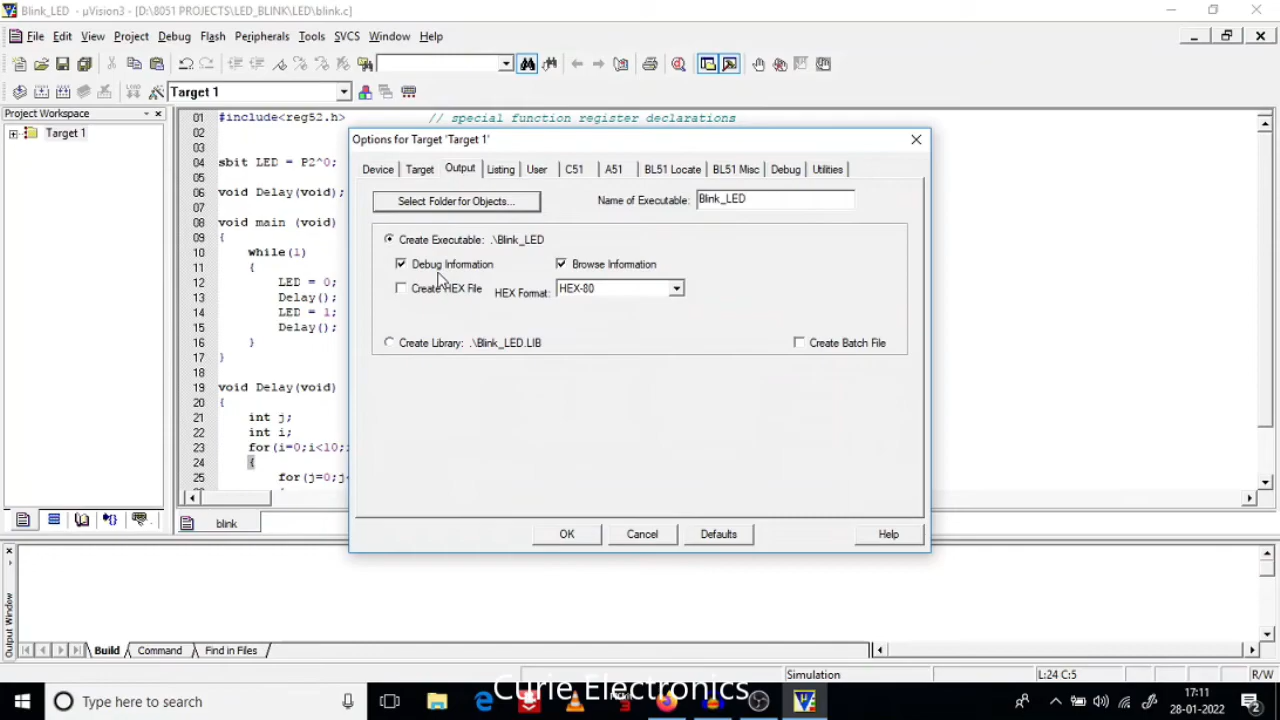 Blink_LED - µVision3 - [D:\8051 PROJECTS\LED_BLINK\LED\blink.c]
File Edit View Project Debug Flash Peripherals Tools SVCS Window Help
Target 1
Project Workspace
Target 1
01 #include<reg52.h> // special function register declarations
02
03
04 sbit LED = P2^0;
05
06 void Delay(void);
07
08 void main (void)
09 {
10 while(1)
11 {
12 LED = 0;
13 Delay();
14 LED = 1;
15 Delay();
16 }
17 }
18
19 void Delay(void)
20 {
21 int j;
22 int i;
23 for(i=0;i<10;i
24 {
25 for(j=0;j<
blink
Options for Target 'Target 1'
Device Target Output Listing User C51 A51 BL51 Locate BL51 Misc Debug Utilities
Select Folder for Objects... Name of Executable: Blink_LED
Create Executable: .\Blink_LED
Debug Information Browse Information
Create HEX File HEX Format: HEX-80
Create Library: .\Blink_LED.LIB Create Batch File
OK Cancel Defaults Help
Output Window
Build Command Find in Files
Simulation L:24 C:5 R/W
Type here to search
Curie Electronics
17:11
28-01-2022
2